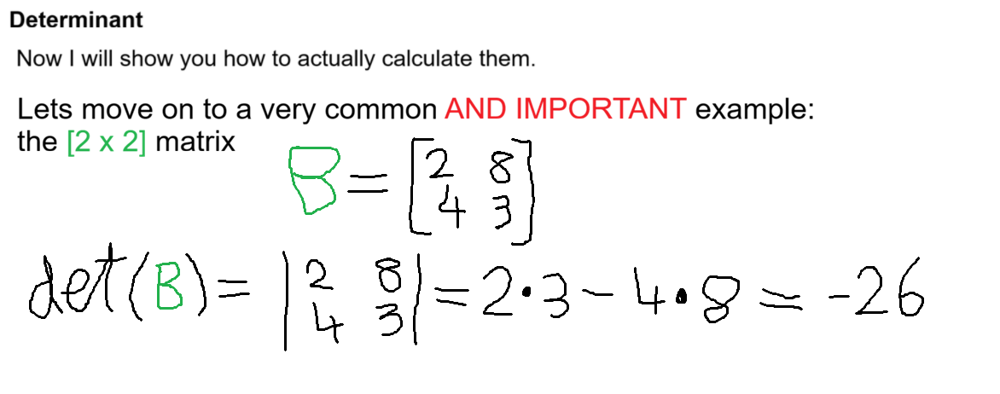 Determinant
Now I will show you how to actually calculate them.
Lets move on to a very common AND IMPORTANT example:
the [2 x 2] matrix
B = [2 8
4 3]
det(B) = |2 8
4 3| = 2·3 - 4·8 = -26